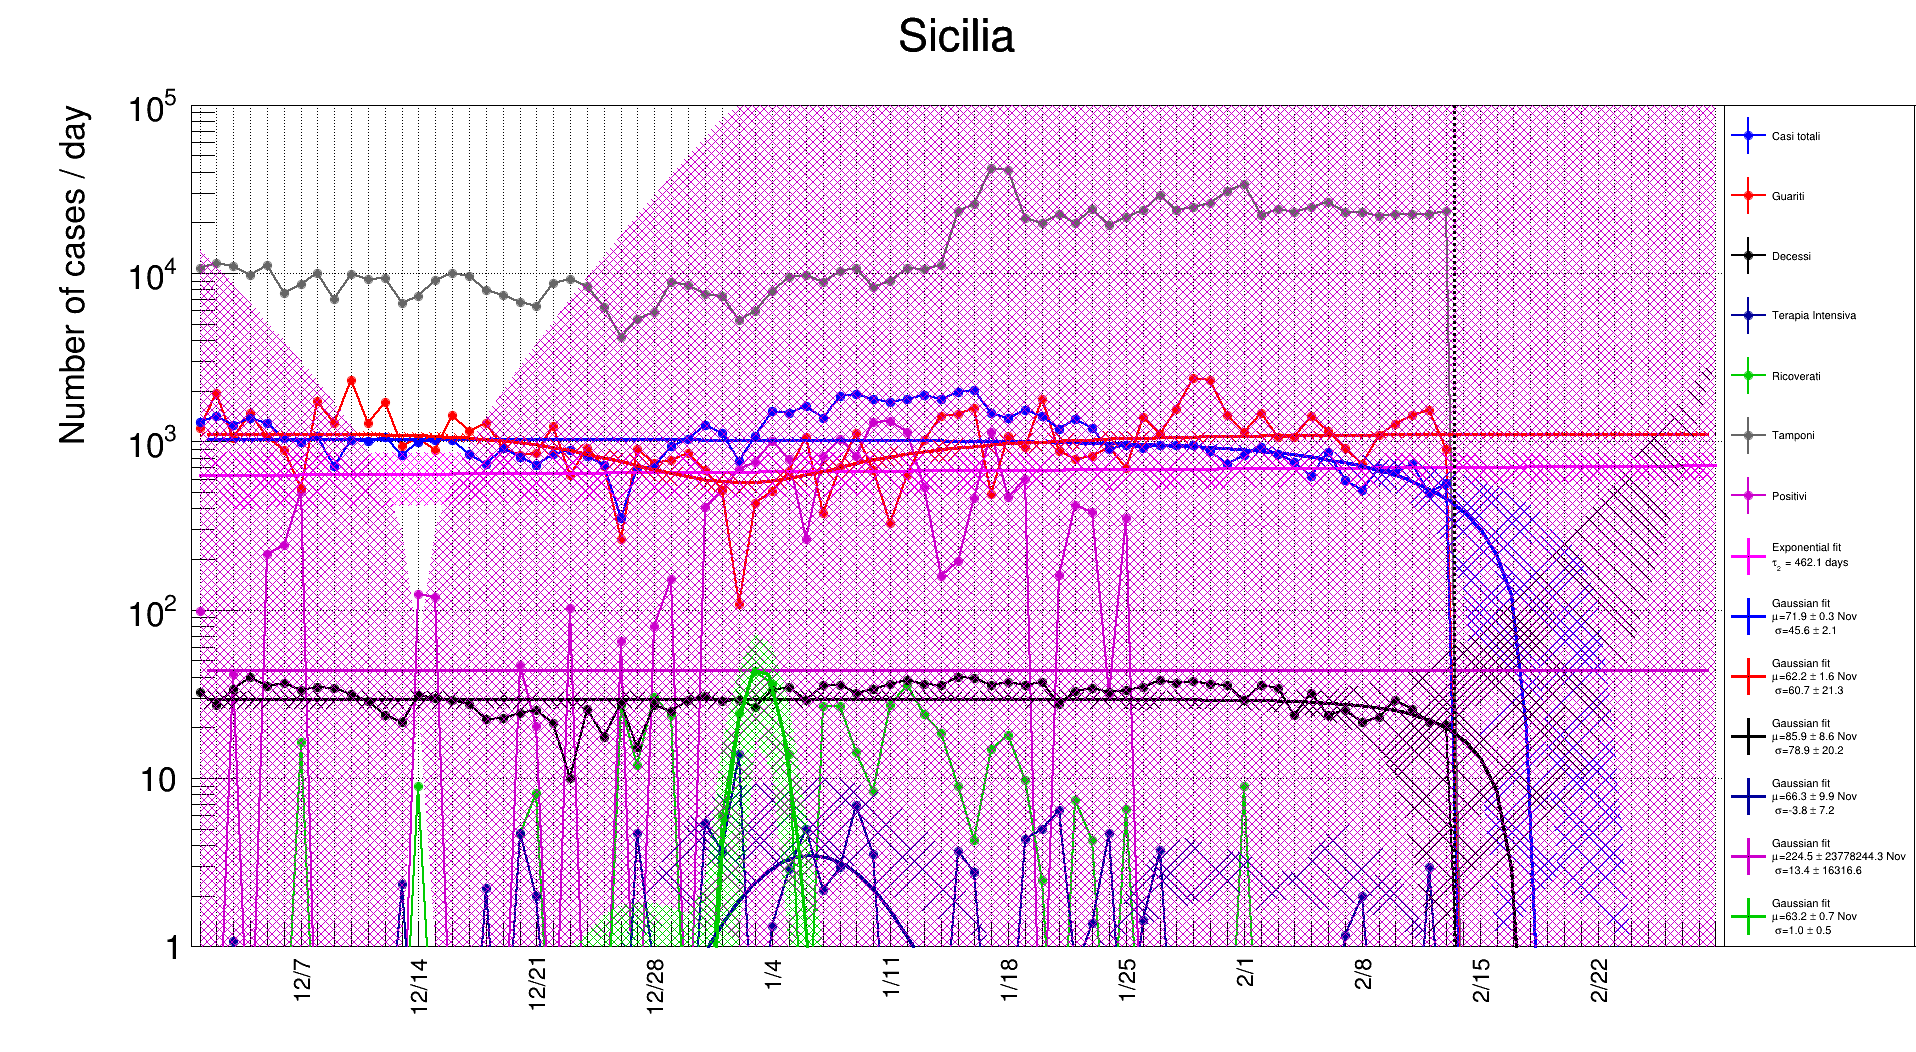 Sicilia
Number of cases / day
10^5
10^4
10^3
10^2
10
1
12/7
12/14
12/21
12/28
1/4
1/11
1/18
1/25
2/1
2/8
2/15
2/22
Casi totali
Guariti
Decessi
Terapia Intensiva
Ricoverati
Tamponi
Positivi
Exponential fit
τ_2 = 462.1 days
Gaussian fit
μ=71.9 ± 0.3 Nov
σ=45.6 ± 2.1
Gaussian fit
μ=62.2 ± 1.6 Nov
σ=60.7 ± 21.3
Gaussian fit
μ=85.9 ± 8.6 Nov
σ=78.9 ± 20.2
Gaussian fit
μ=66.3 ± 9.9 Nov
σ=-3.8 ± 7.2
Gaussian fit
μ=224.5 ± 23778244.3 Nov
σ=13.4 ± 16316.6
Gaussian fit
μ=63.2 ± 0.7 Nov
σ=1.0 ± 0.5